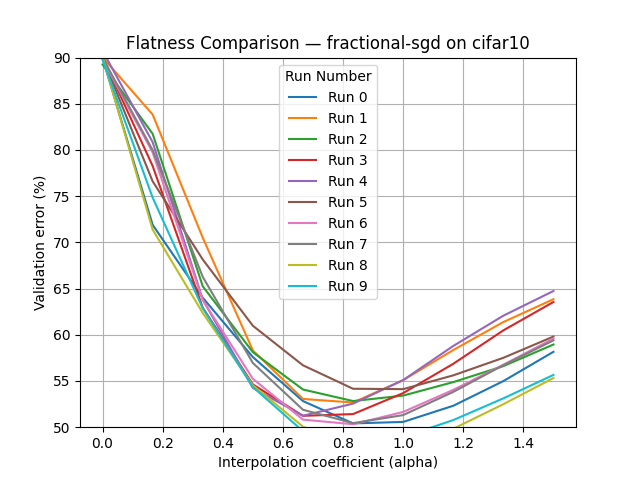 Flatness Comparison — fractional-sgd on cifar10
Validation error (%)
90
85
80
75
70
65
60
55
50
Run Number
Run 0
Run 1
Run 2
Run 3
Run 4
Run 5
Run 6
Run 7
Run 8
Run 9
0.0 0.2 0.4 0.6 0.8 1.0 1.2 1.4
Interpolation coefficient (alpha)